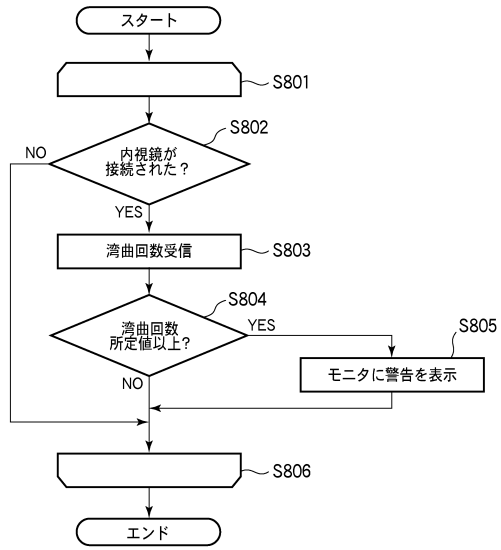 スタート
S801
S802
内視鏡が
接続された？
NO
YES
湾曲回数受信
S803
S804
湾曲回数
所定値以上?
YES
NO
S805
モニタに警告を表示
S806
エンド